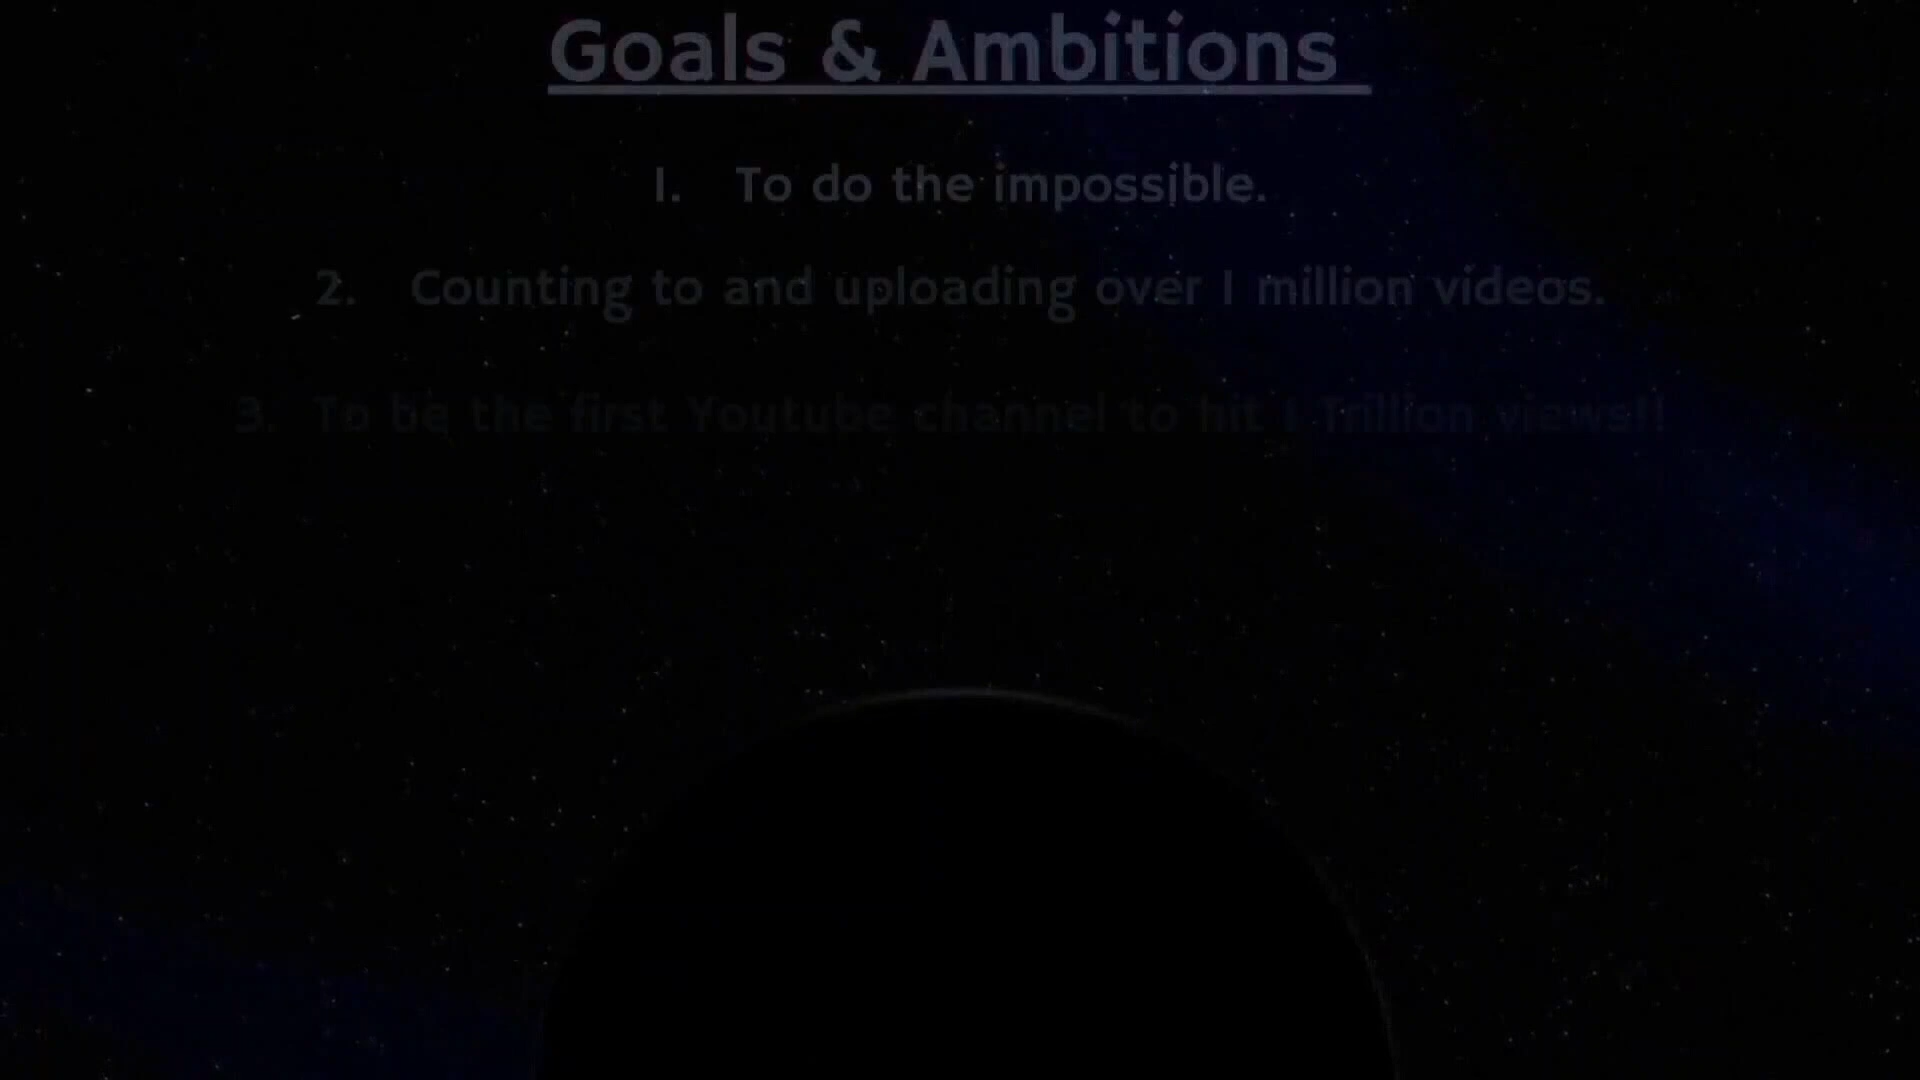 Goals & Ambitions
1. To do the impossible.
2. Counting to and uploading over 1 million videos.
3. To be the first Youtube channel to hit 1 Trillion views!!